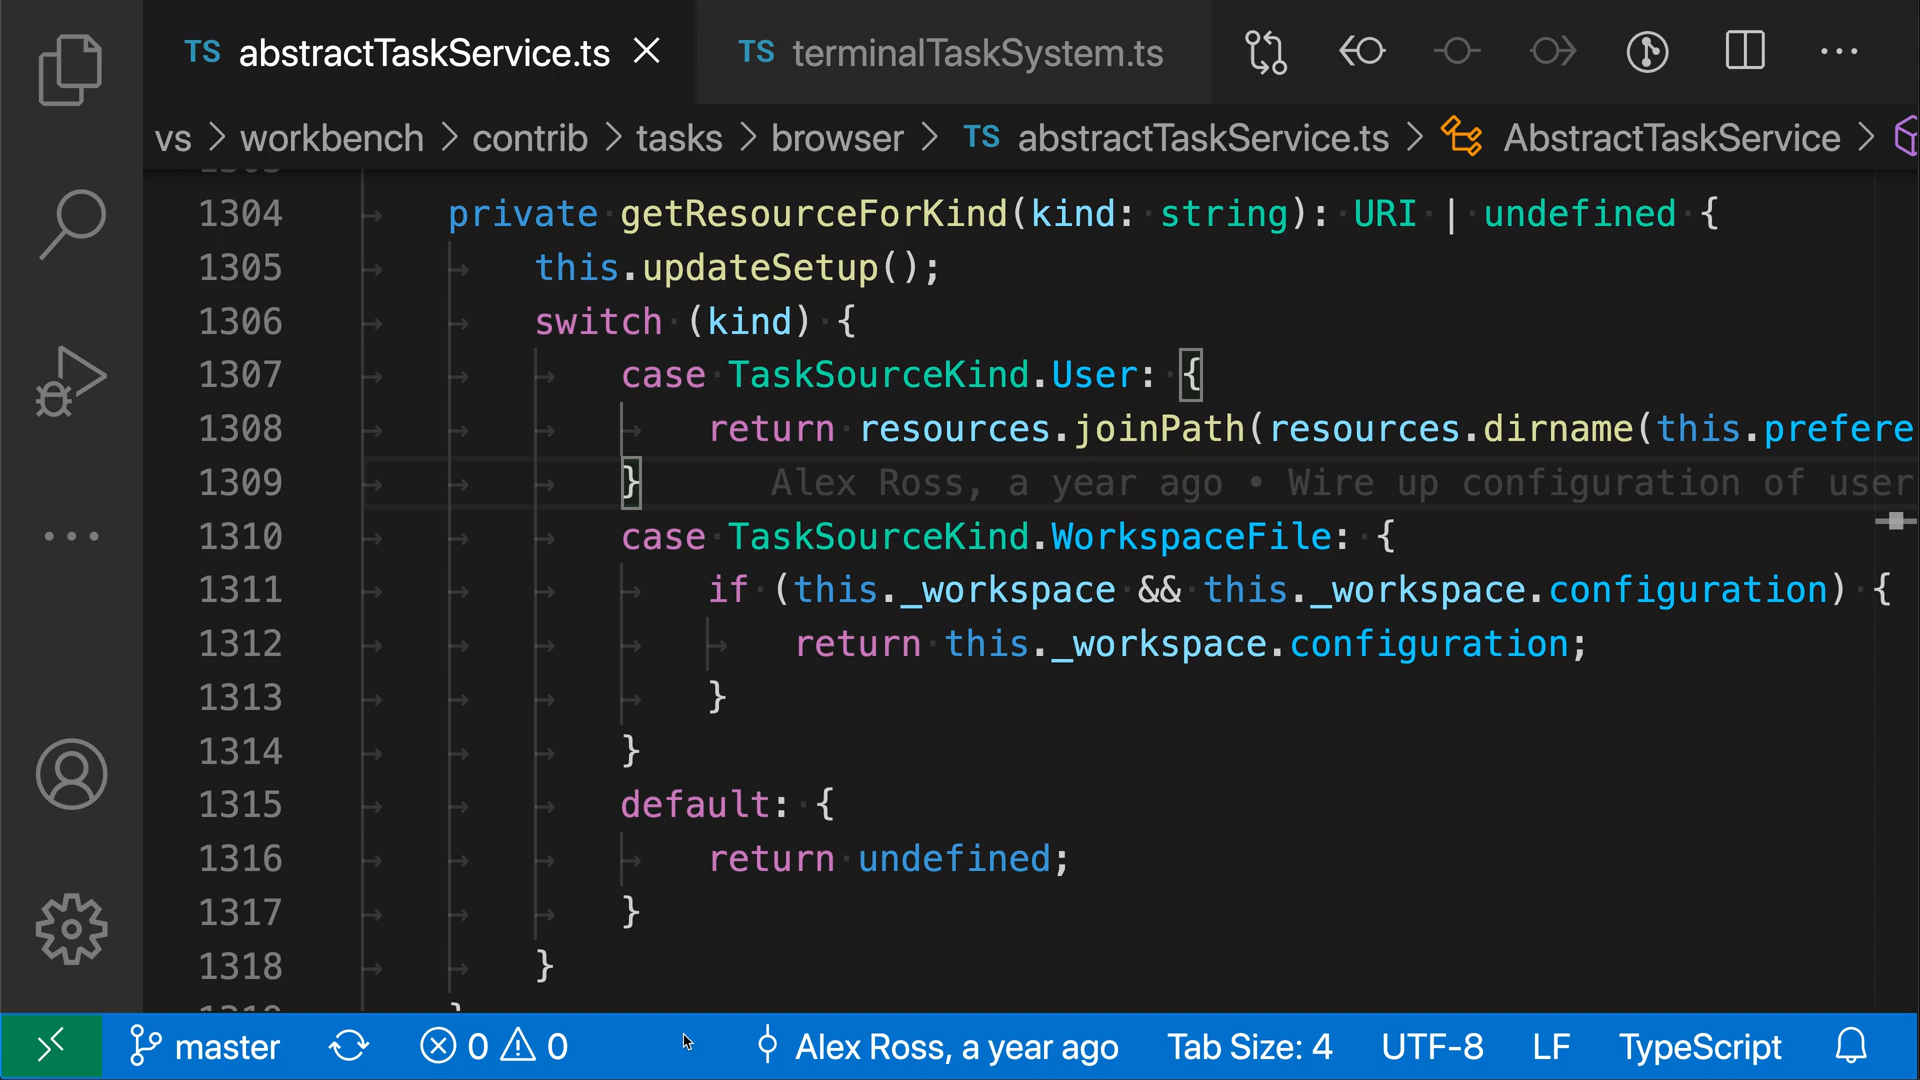 TS abstractTaskService.ts TS terminalTaskSystem.ts
vs > workbench > contrib > tasks > browser > TS abstractTaskService.ts > AbstractTaskService >
1304 private getResourceForKind(kind: string): URI | undefined {
1305 this.updateSetup();
1306 switch (kind) {
1307 case TaskSourceKind.User: {
1308 return resources.joinPath(resources.dirname(this.prefere
1309 } Alex Ross, a year ago • Wire up configuration of user
1310 case TaskSourceKind.WorkspaceFile: {
1311 if (this._workspace && this._workspace.configuration) {
1312 return this._workspace.configuration;
1313 }
1314 }
1315 default: {
1316 return undefined;
1317 }
1318 }
master 0 0 Alex Ross, a year ago Tab Size: 4 UTF-8 LF TypeScript